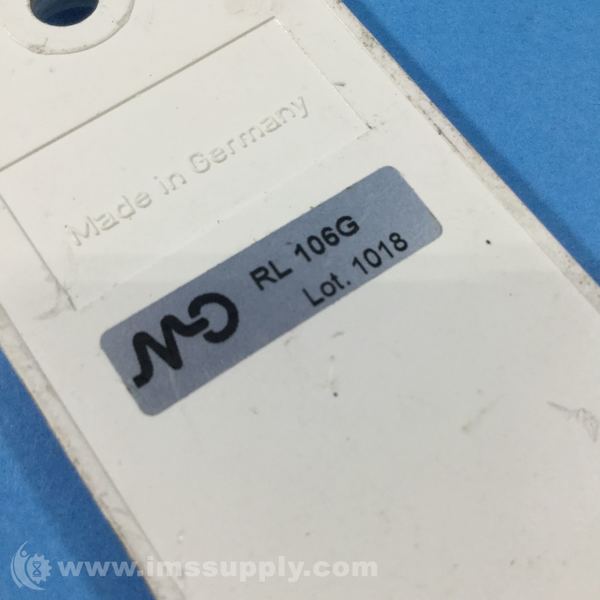 Made in Germany
RL 106G
Lot. 1018
www.imssupply.com